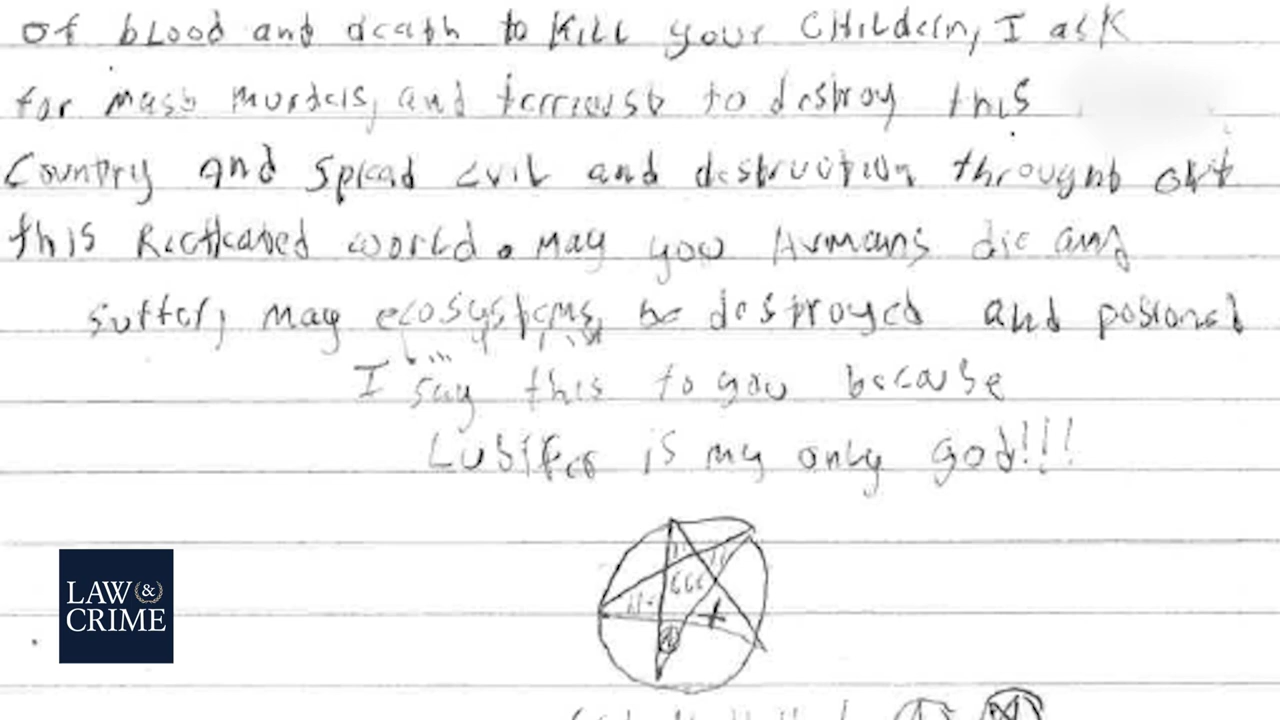 of blood and death to Kill your CHildern, I ask
for mass murders, and terrorist to destroy this
Country and Spread evil and destruction throught out
this world. May you Humans die and
suffer, may ecosystems, be destroyed and posioned
I say this to you because
is my only god!!!
666
LAW &
CRIME